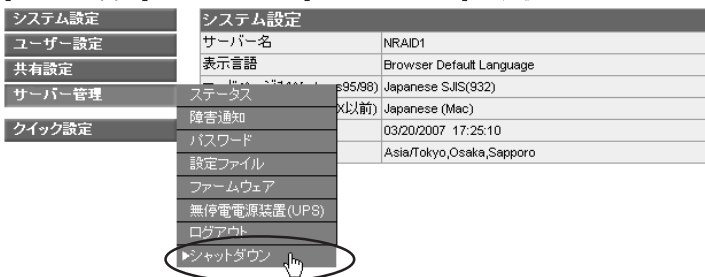 システム設定
ユーザー設定
共有設定
サーバー管理
クイック設定
システム設定
サーバー名 NRAID1
表示言語 Browser Default Language
s95/98) Japanese SJIS(932)
X以前) Japanese (Mac)
03/20/2007 17:25:10
Asia/Tokyo,Osaka,Sapporo
ステータス
障害通知
パスワード
設定ファイル
ファームウェア
無停電電源装置(UPS)
ログアウト
▶シャットダウン